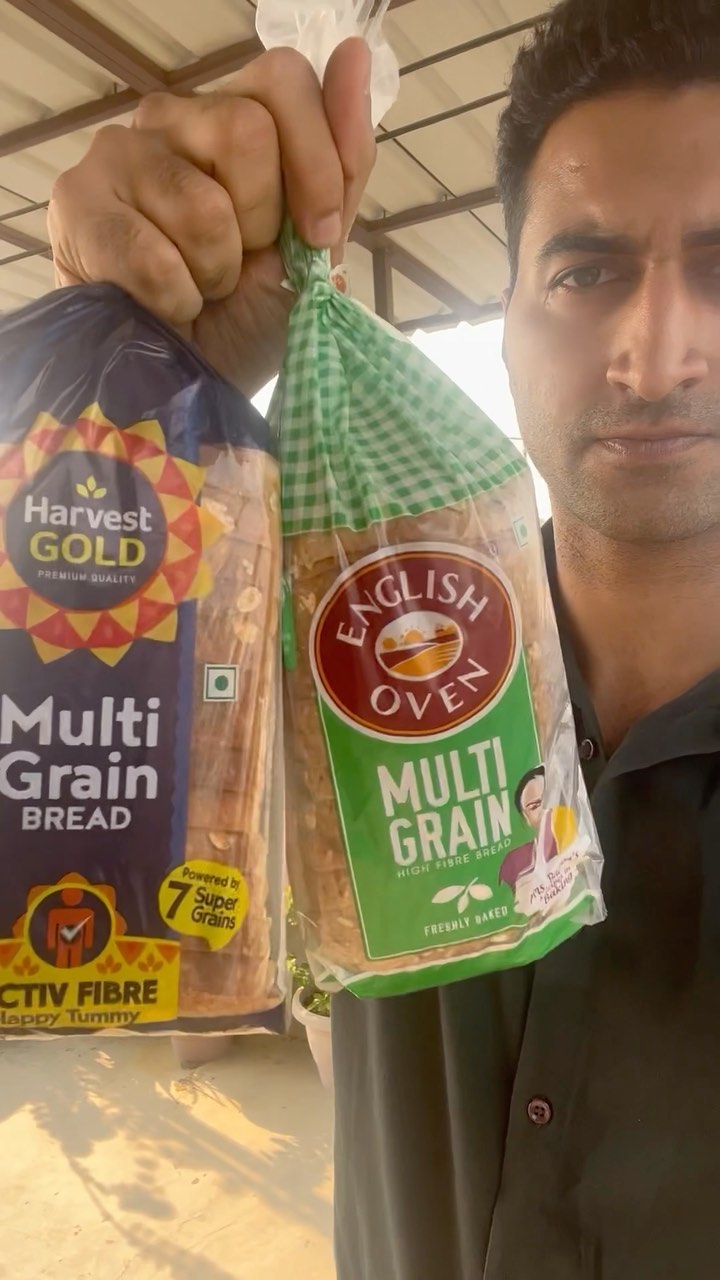 Harvest
GOLD
PREMIUM QUALITY
Multi
Grain
BREAD
Powered by
7 Super
Grains
CTIV FIBRE
Happy Tummy
ENGLISH
OVEN
MULTI
GRAIN
HIGH FIBRE BREAD
FRESHLY BAKED